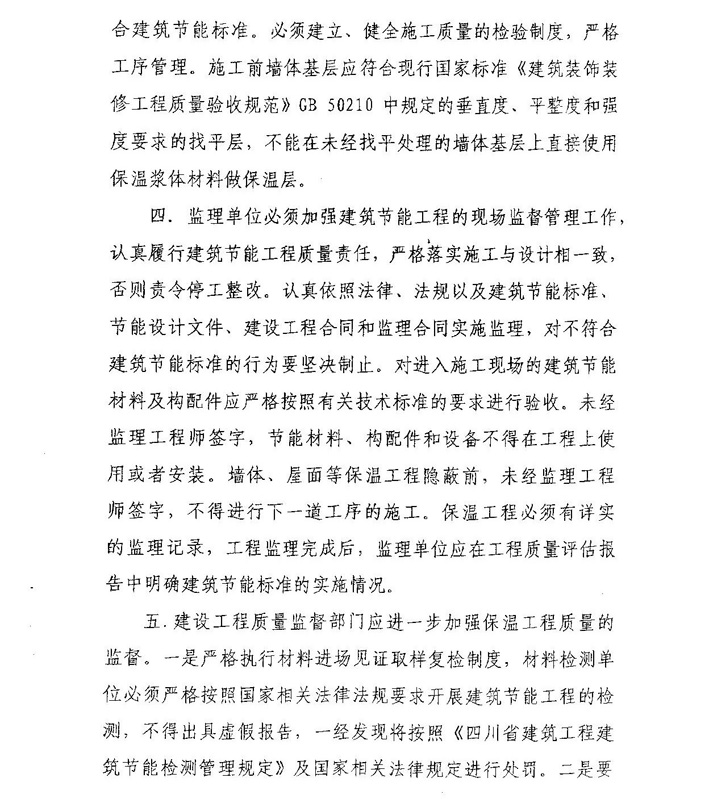 合建筑节能标准。必须建立、健全施工质量的检验制度，严格
工序管理。施工前墙体基层应符合现行国家标准《建筑装饰装
修工程质量验收规范》GB 50210 中规定的垂直度、平整度和强
度要求的找平层，不能在未经找平处理的墙体基层上直接使用
保温浆体材料做保温层。
四．监理单位必须加强建筑节能工程的现场监督管理工作，
认真履行建筑节能工程质量责任，严格落实施工与设计相一致，
否则责令停工整改。认真依照法律、法规以及建筑节能标准、
节能设计文件、建设工程合同和监理合同实施监理，对不符合
建筑节能标准的行为要坚决制止。对进入施工现场的建筑节能
材料及构配件应严格按照有关技术标准的要求进行验收。未经
监理工程师签字，节能材料、构配件和设备不得在工程上使
用或者安装。墙体、屋面等保温工程隐蔽前，未经监理工程
师签字，不得进行下一道工序的施工。保温工程必须有详实
的监理记录，工程监理完成后，监理单位应在工程质量评估报
告中明确建筑节能标准的实施情况。
五．建设工程质量监督部门应进一步加强保温工程质量的
监督。一是严格执行材料进场见证取样复检制度，材料检测单
位必须严格按照国家相关法律法规要求开展建筑节能工程的检
测，不得出具虚假报告，一经发现将按照《四川省建筑工程建
筑节能检测管理规定》及国家相关法律规定进行处罚。二是要